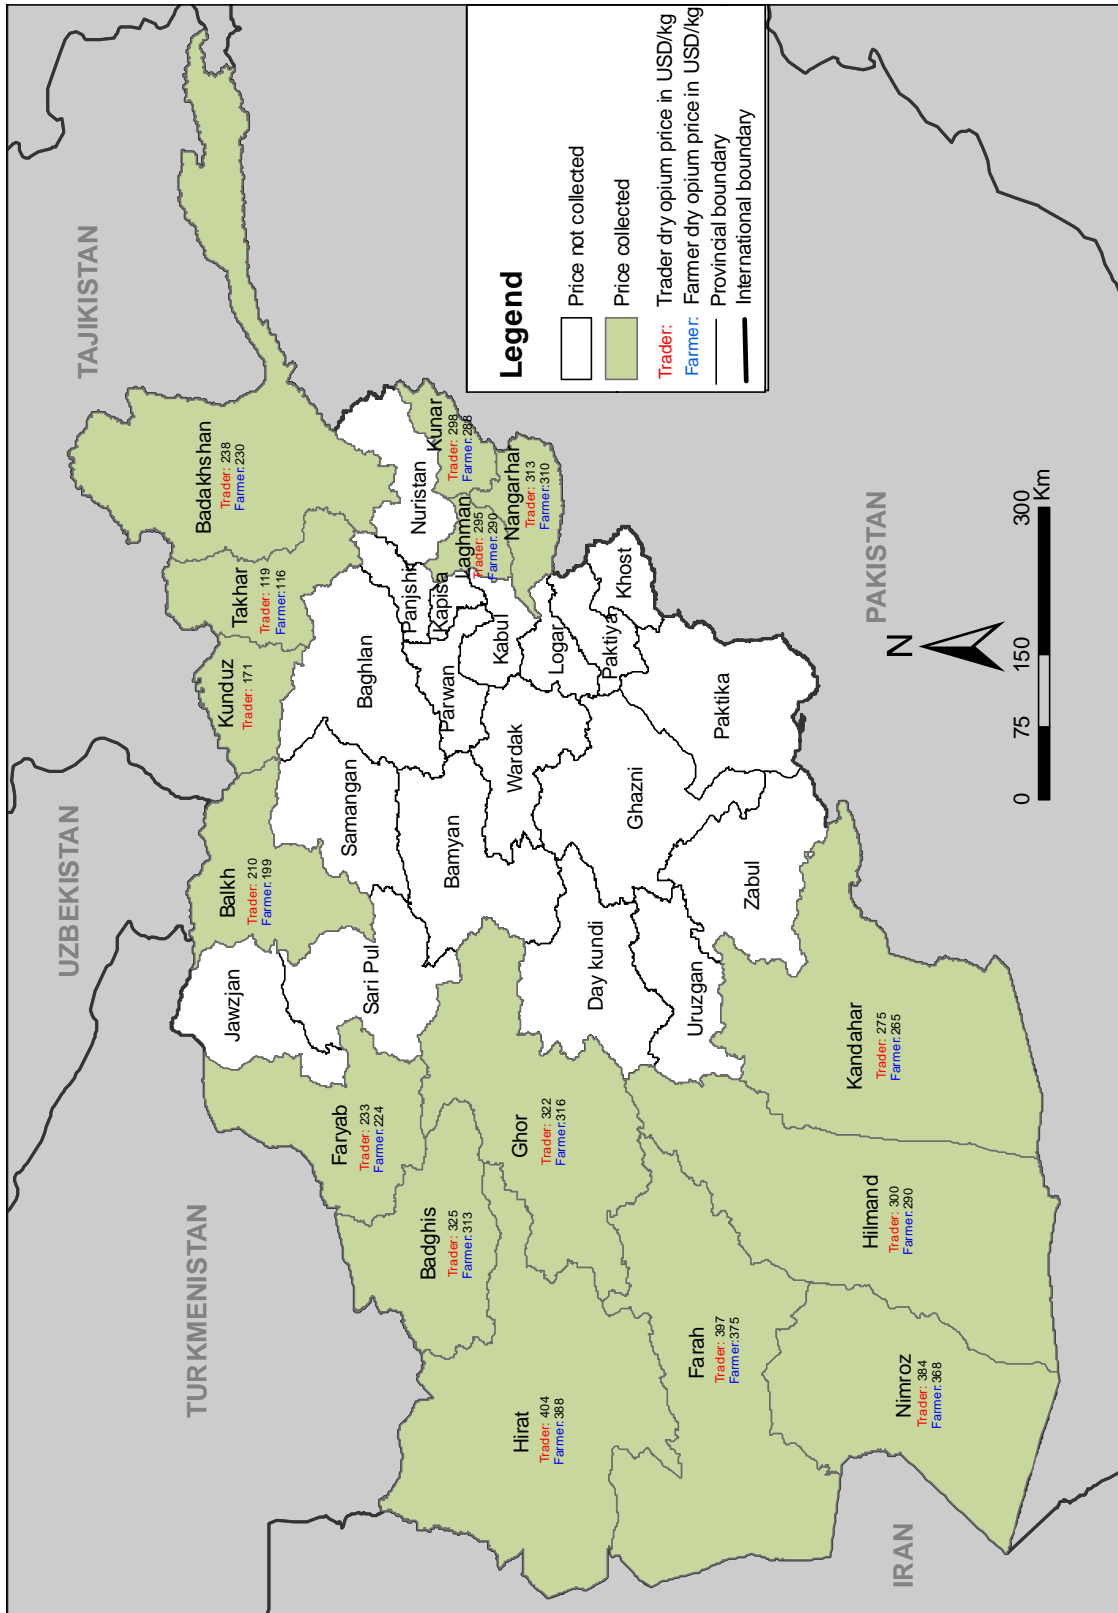 TAJIKISTAN
UZBEKISTAN
TURKMENISTAN
Badakhshan
Trader: 238
Farmer:230
Takhar
Trader: 119
Farmer:116
Kunduz
Trader: 171
Balkh
Trader: 210
Farmer:199
Jawzjan
Faryab
Trader: 233
Farmer:224
Sari Pul
Samangan
Baghlan
Panjshir
Nuristan
Kunar
Trader: 298
Farmer:288
Laghman
Trader: 295
Farmer:290
Nangarhar
Trader: 313
Farmer:310
Kapisa
Parwan
Kabul
Bamyan
Wardak
Logar
Paktiya
Khost
Badghis
Trader: 325
Farmer:313
Ghor
Trader: 322
Farmer:316
Hirat
Trader: 404
Farmer:388
Day kundi
Ghazni
Paktika
Uruzgan
Zabul
Farah
Trader: 397
Farmer:375
Nimroz
Trader: 384
Farmer:368
Hilmand
Trader: 300
Farmer:290
Kandahar
Trader: 275
Farmer:265
IRAN
PAKISTAN
N
0 75 150 300
Km
Legend
Price not collected
Price collected
Trader: Trader dry opium price in USD/kg
Farmer: Farmer dry opium price in USD/kg
Provincial boundary
International boundary